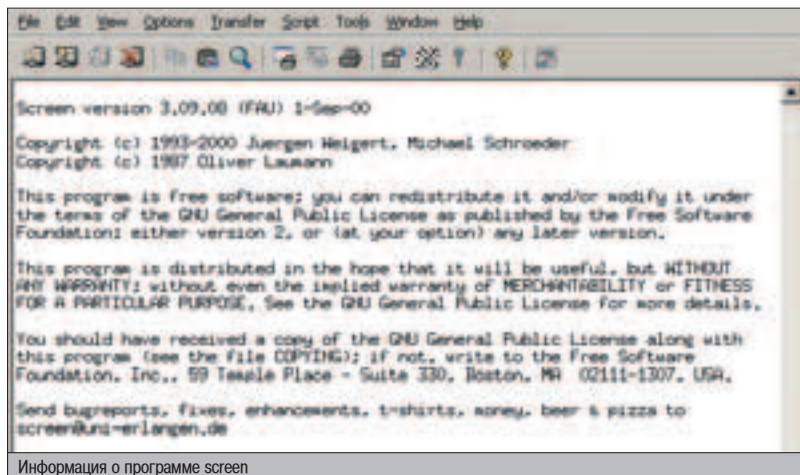 File Edit View Options Transfer Script Tools Window Help
Screen version 3.09.08 (FAU) 1-Sep-00
Copyright (c) 1993-2000 Juergen Weigert, Michael Schroeder
Copyright (c) 1987 Oliver Laumann
This program is free software; you can redistribute it and/or modify it under
the terms of the GNU General Public License as published by the Free Software
Foundation; either version 2, or (at your option) any later version.
This program is distributed in the hope that it will be useful, but WITHOUT
ANY WARRANTY; without even the implied warranty of MERCHANTABILITY or FITNESS
FOR A PARTICULAR PURPOSE. See the GNU General Public License for more details.
You should have received a copy of the GNU General Public License along with
this program (see the file COPYING); if not, write to the Free Software
Foundation, Inc., 59 Temple Place - Suite 330, Boston, MA 02111-1307, USA.
Send bugreports, fixes, enhancements, t-shirts, money, beer & pizza to
screen@uni-erlangen.de
Информация о программе screen